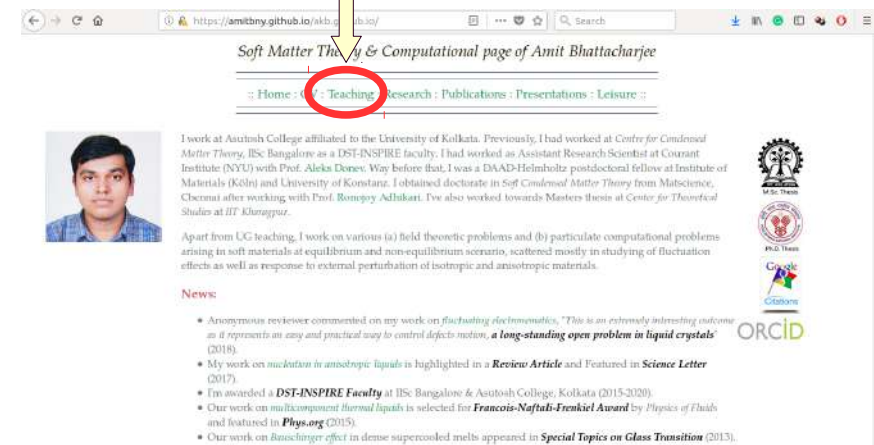 https://amitbny.github.io/akb.github.io/
Search
Soft Matter Theory & Computational page of Amit Bhattacharjee
:: Home : CV : Teaching : Research : Publications : Presentations : Leisure ::
I work at Asutosh College affiliated to the University of Kolkata. Previously, I had worked at Centre for Condensed
Matter Theory, IISc Bangalore as a DST-INSPIRE faculty. I had worked as Assistant Research Scientist at Courant
Institute (NYU) with Prof. Aleks Donev. Way before that, I was a DAAD-Helmholtz postdoctoral fellow at Institute of
Materials (Köln) and University of Konstanz. I obtained doctorate in Soft Condensed Matter Theory from Matscience,
Chennai after working with Prof. Ronojoy Adhikari. I've also worked towards Masters thesis at Center for Theoretical
Studies at IIT Kharagpur.
M.Sc. Thesis
Apart from UG teaching, I work on various (a) field theoretic problems and (b) particulate computational problems
arising in soft materials at equilibrium and non-equilibrium scenario, scattered mostly in studying of fluctuation
effects as well as response to external perturbation of isotropic and anisotropic materials.
Ph.D. Thesis
Google
Citations
News:
Anonymous reviewer commented on my work on fluctuating electronematics, "This is an extremely interesting outcome
as it represents an easy and practical way to control defects motion, a long-standing open problem in liquid crystals"
(2018).
ORCID
My work on nucleation in anisotropic liquids is highlighted in a Review Article and Featured in Science Letter
(2017).
I'm awarded a DST-INSPIRE Faculty at IISc Bangalore & Asutosh College, Kolkata (2015-2020).
Our work on multicomponent thermal liquids is selected for Francois-Naftali-Frenkiel Award by Physics of Fluids
and featured in Phys.org (2015).
Our work on Bauschinger effect in dense supercooled melts appeared in Special Topics on Glass Transition (2013).